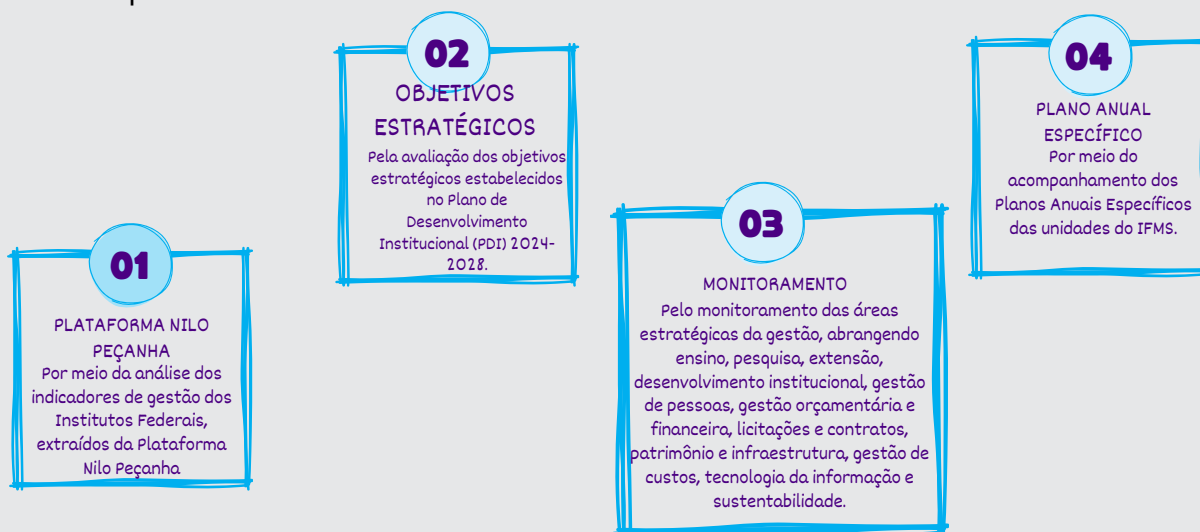 01
PLATAFORMA NILO
PEÇANHA
Por meio da análise dos
indicadores de gestão dos
Institutos Federais,
extraídos da Plataforma
Nilo Peçanha
02
OBJETIVOS
ESTRATÉGICOS
Pela avaliação dos objetivos
estratégicos estabelecidos
no Plano de
Desenvolvimento
Institucional (PDI) 2024-
2028.
03
MONITORAMENTO
Pelo monitoramento das áreas
estratégicas da gestão, abrangendo
ensino, pesquisa, extensão,
desenvolvimento institucional, gestão
de pessoas, gestão orçamentária e
financeira, licitações e contratos,
patrimônio e infraestrutura, gestão de
custos, tecnologia da informação e
sustentabilidade.
04
PLANO ANUAL
ESPECÍFICO
Por meio do
acompanhamento dos
Planos Anuais Específicos
das unidades do IFMS.